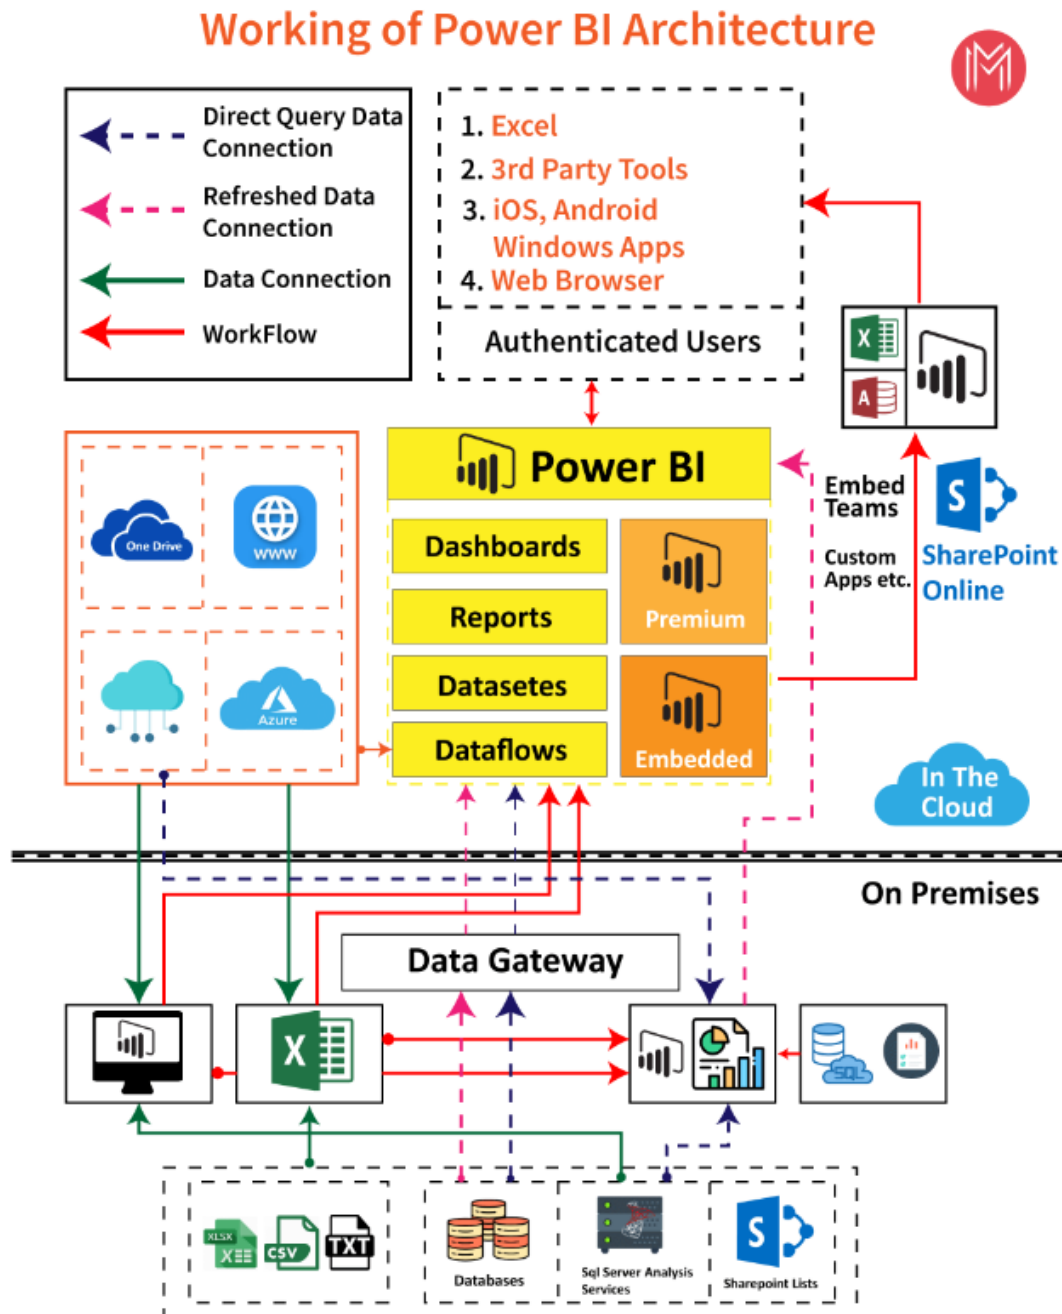 Working of Power BI Architecture
M
Direct Query Data
Connection
Refreshed Data
Connection
Data Connection
WorkFlow
1. Excel
2. 3rd Party Tools
3. iOS, Android
Windows Apps
4. Web Browser
Authenticated Users
X
A
One Drive
WWW
Azure
Power BI
Dashboards
Reports
Datasetes
Dataflows
Premium
Embedded
Embed
Teams
Custom
Apps etc.
S
SharePoint
Online
In The
Cloud
On Premises
Data Gateway
X
SQL
XLSX
X
CSV
TXT
Databases
Sql Server Analysis
Services
S
Sharepoint Lists